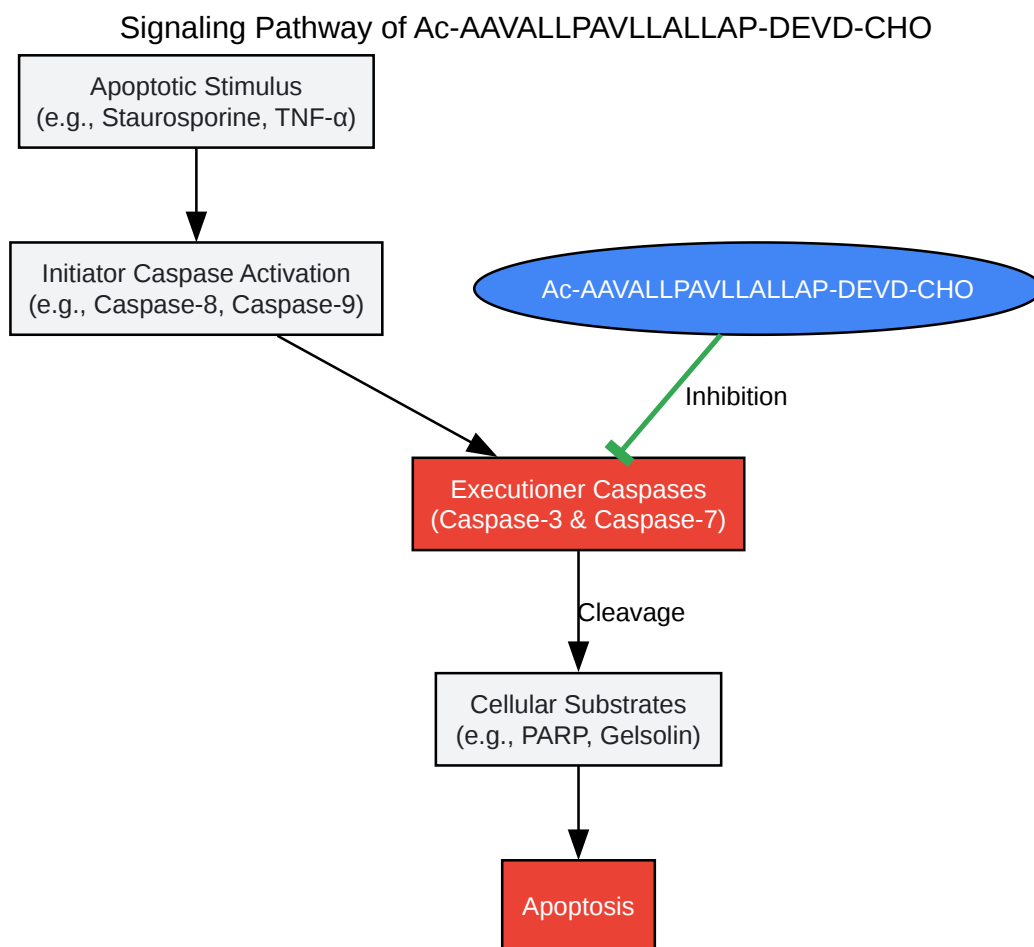 Signaling Pathway of Ac-AAVALLPAVLLALLAP-DEVD-CHO
Apoptotic Stimulus
(e.g., Staurosporine, TNF-α)
Initiator Caspase Activation
(e.g., Caspase-8, Caspase-9)
Ac-AAVALLPAVLLALLAP-DEVD-CHO
Inhibition
Executioner Caspases
(Caspase-3 & Caspase-7)
Cleavage
Cellular Substrates
(e.g., PARP, Gelsolin)
Apoptosis